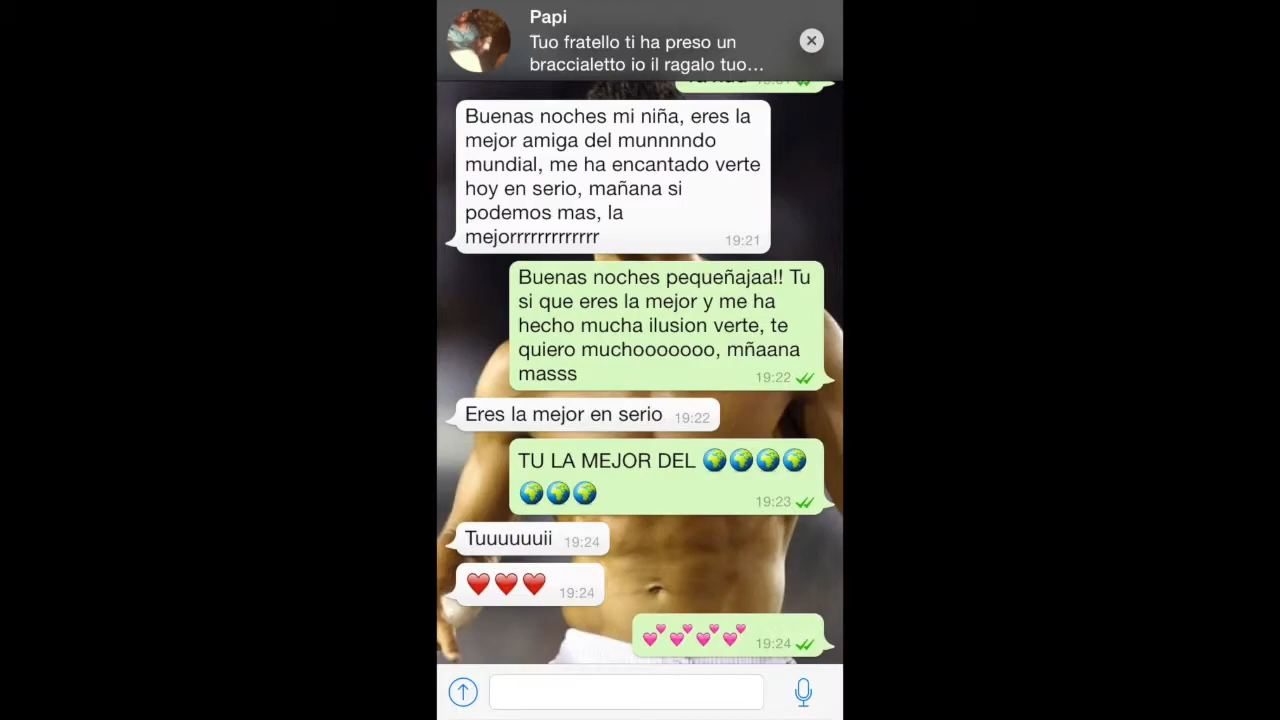 Papi
Tuo fratello ti ha preso un
braccialetto io il ragalo tuo...
Buenas noches mi niña, eres la
mejor amiga del munnnndo
mundial, me ha encantado verte
hoy en serio, mañana si
podemos mas, la
mejorrrrrrrrrrrrr 19:21
Buenas noches pequeñajaa!! Tu
si que eres la mejor y me ha
hecho mucha ilusion verte, te
quiero muchooooooo, mñaana
masss 19:22
Eres la mejor en serio 19:22
TU LA MEJOR DEL 🌍🌍🌍🌍
🌍🌍🌍 19:23
Tuuuuuuii 19:24
❤️❤️❤️ 19:24
💕💕💕💕 19:24